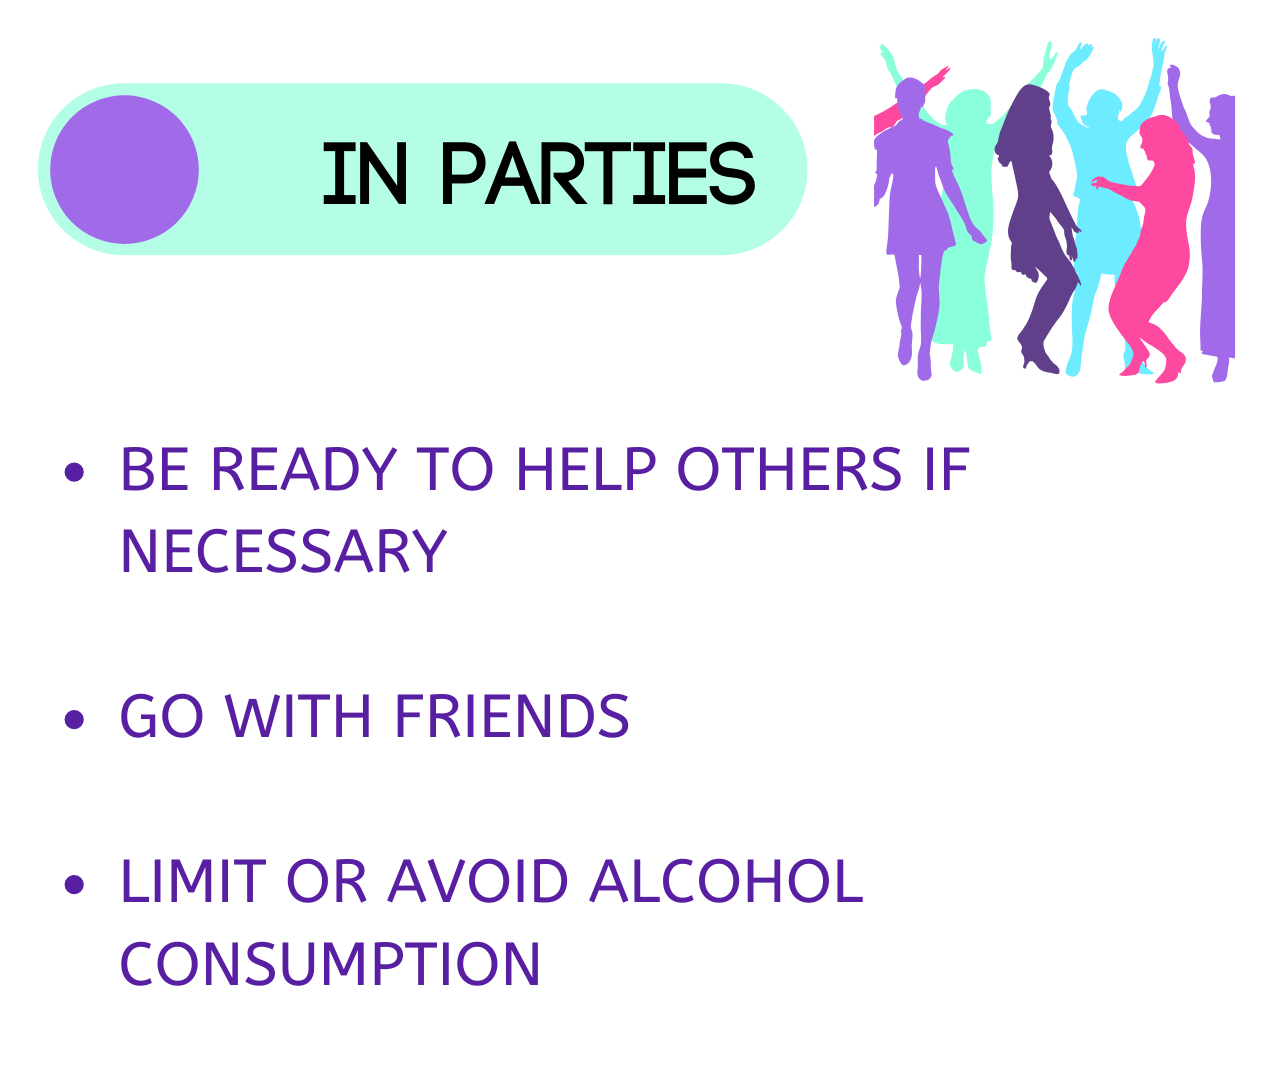 IN PARTIES
• BE READY TO HELP OTHERS IF
NECESSARY
• GO WITH FRIENDS
• LIMIT OR AVOID ALCOHOL
CONSUMPTION